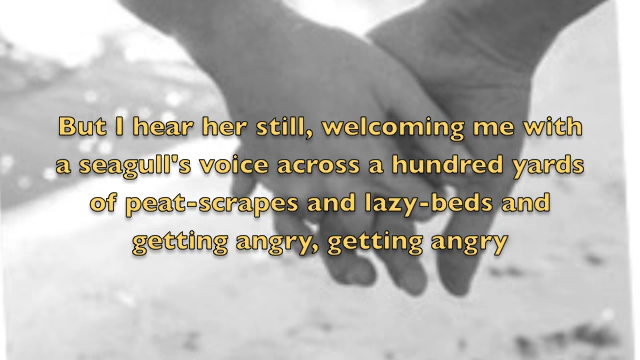 But I hear her still, welcoming me with
a seagull's voice across a hundred yards
of peat-scrapes and lazy-beds and
getting angry, getting angry